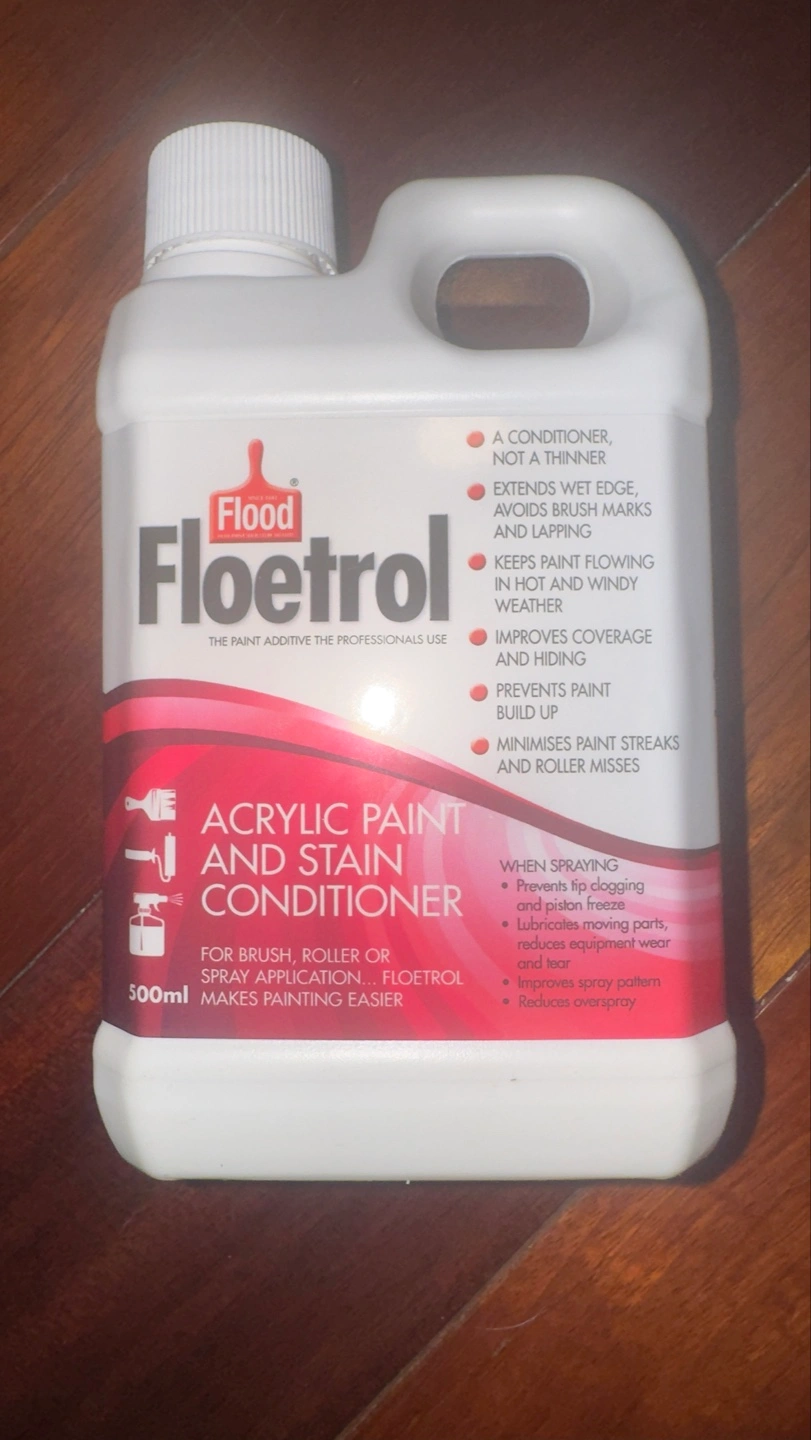 Flood®
Floetrol
THE PAINT ADDITIVE THE PROFESSIONALS USE
A CONDITIONER,
NOT A THINNER
EXTENDS WET EDGE,
AVOIDS BRUSH MARKS
AND LAPPING
KEEPS PAINT FLOWING
IN HOT AND WINDY
WEATHER
IMPROVES COVERAGE
AND HIDING
PREVENTS PAINT
BUILD UP
MINIMISES PAINT STREAKS
AND ROLLER MISSES
ACRYLIC PAINT
AND STAIN
CONDITIONER
FOR BRUSH, ROLLER OR
SPRAY APPLICATION... FLOETROL
MAKES PAINTING EASIER
500ml
WHEN SPRAYING
• Prevents tip clogging
and piston freeze
• Lubricates moving parts,
reduces equipment wear
and tear
• Improves spray pattern
• Reduces overspray